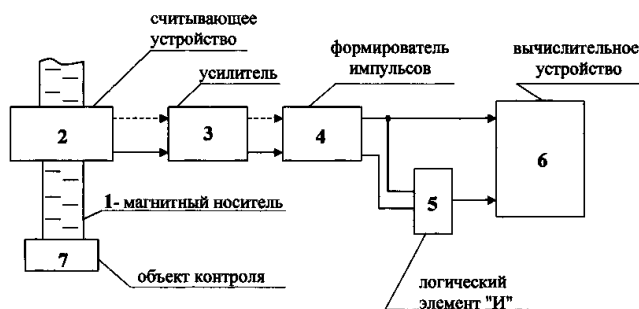 считывающее
устройство
усилитель
формирователь
импульсов
вычислительное
устройство
2
3
4
6
5
1- магнитный носитель
7
объект контроля
логический
элемент "И"